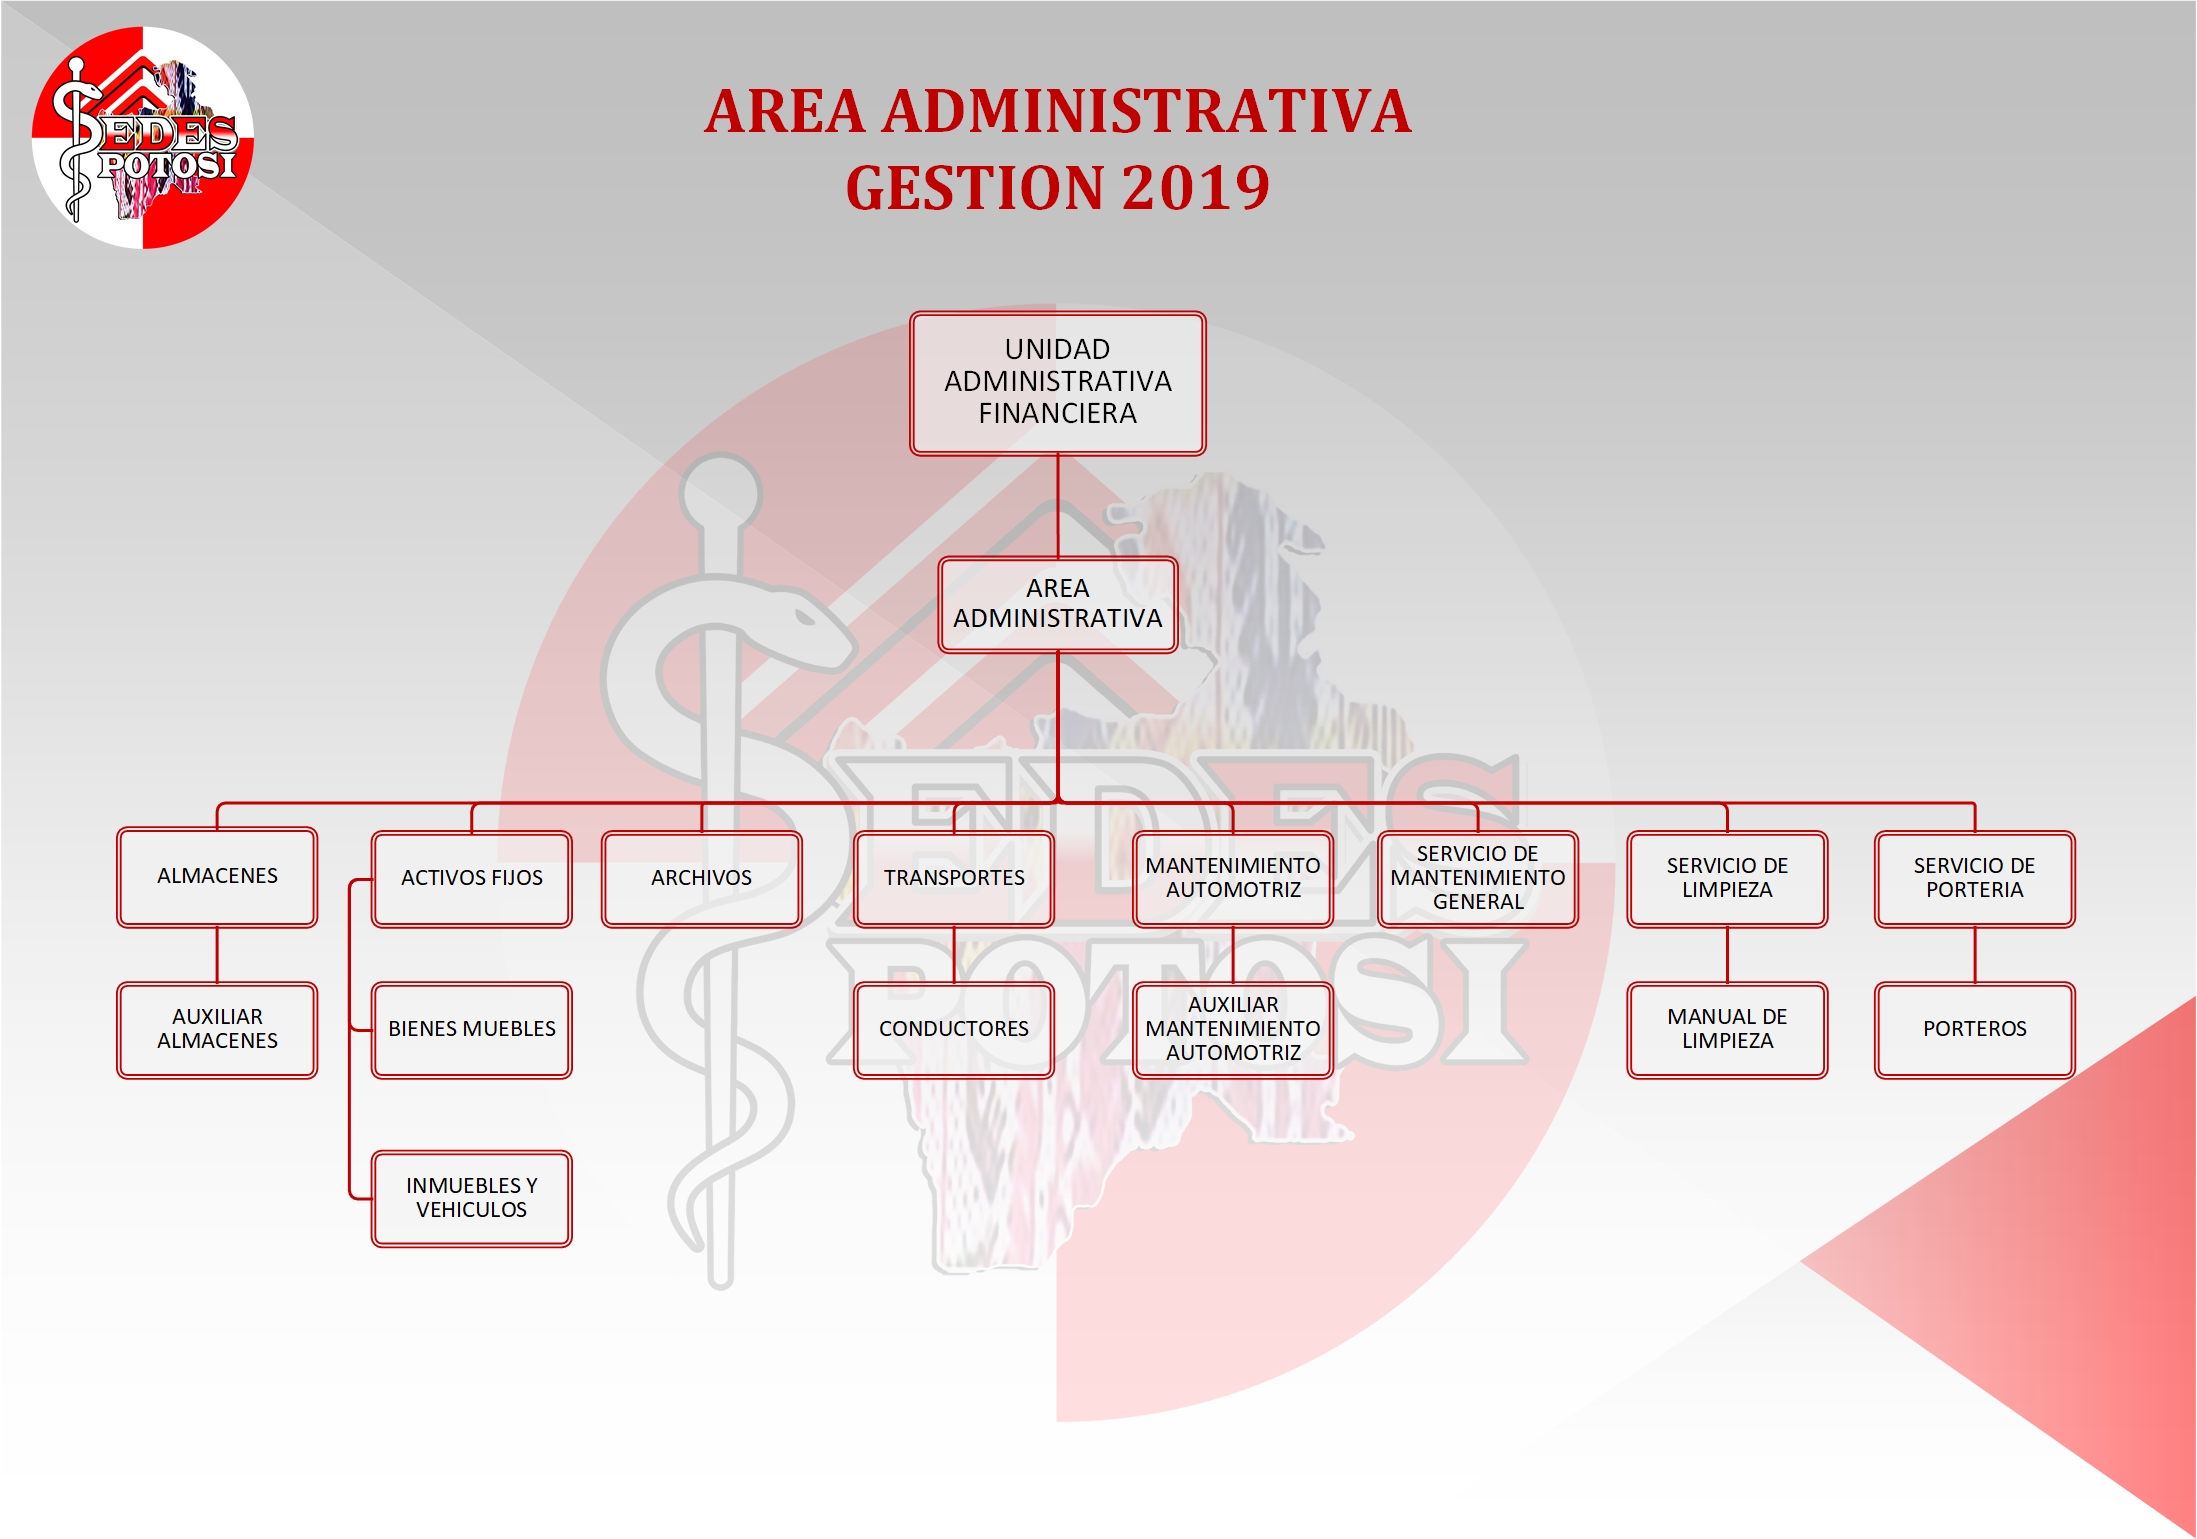 SEDES
POTOSI
AREA ADMINISTRATIVA
GESTION 2019
UNIDAD
ADMINISTRATIVA
FINANCIERA
AREA
ADMINISTRATIVA
SEDES
POTOSI
ALMACENES
ACTIVOS FIJOS
ARCHIVOS
TRANSPORTES
MANTENIMIENTO
AUTOMOTRIZ
SERVICIO DE
MANTENIMIENTO
GENERAL
SERVICIO DE
LIMPIEZA
SERVICIO DE
PORTERIA
AUXILIAR
ALMACENES
BIENES MUEBLES
CONDUCTORES
AUXILIAR
MANTENIMIENTO
AUTOMOTRIZ
MANUAL DE
LIMPIEZA
PORTEROS
INMUEBLES Y
VEHICULOS